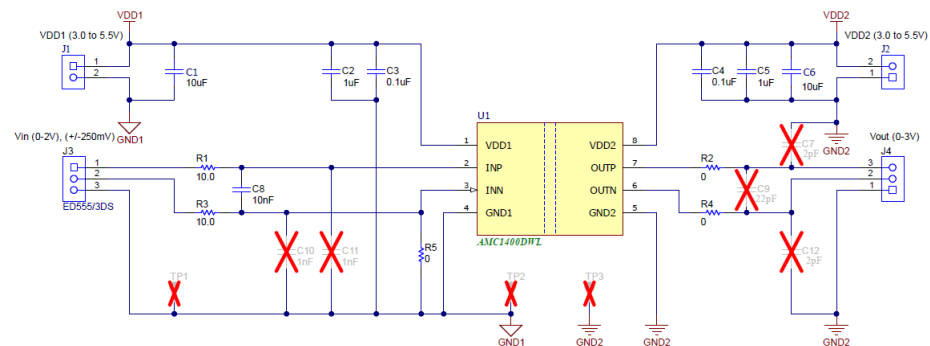 VDD1
VDD2
VDD1 (3.0 to 5.5V)
VDD2 (3.0 to 5.5V)
J1
1
2
C1
10uF
C2
1uF
C3
0.1uF
C4
0.1uF
C5
1uF
C6
10uF
J2
2
1
GND1
GND2
U1
1
VDD1
VDD2
8
2
INP
OUTP
7
3
INN
OUTN
6
4
GND1
GND2
5
AMC1400DWL
Vin (0-2V), (+/-250mV)
J3
1
2
3
ED555/3DS
R1
10.0
R3
10.0
C8
10nF
C10
1nF
C11
1nF
R5
0
R2
0
R4
0
C7
2pF
C9
22pF
C12
2pF
Vout (0-3V)
J4
3
2
1
TP1
TP2
TP3
GND1
GND2
GND2
GND2